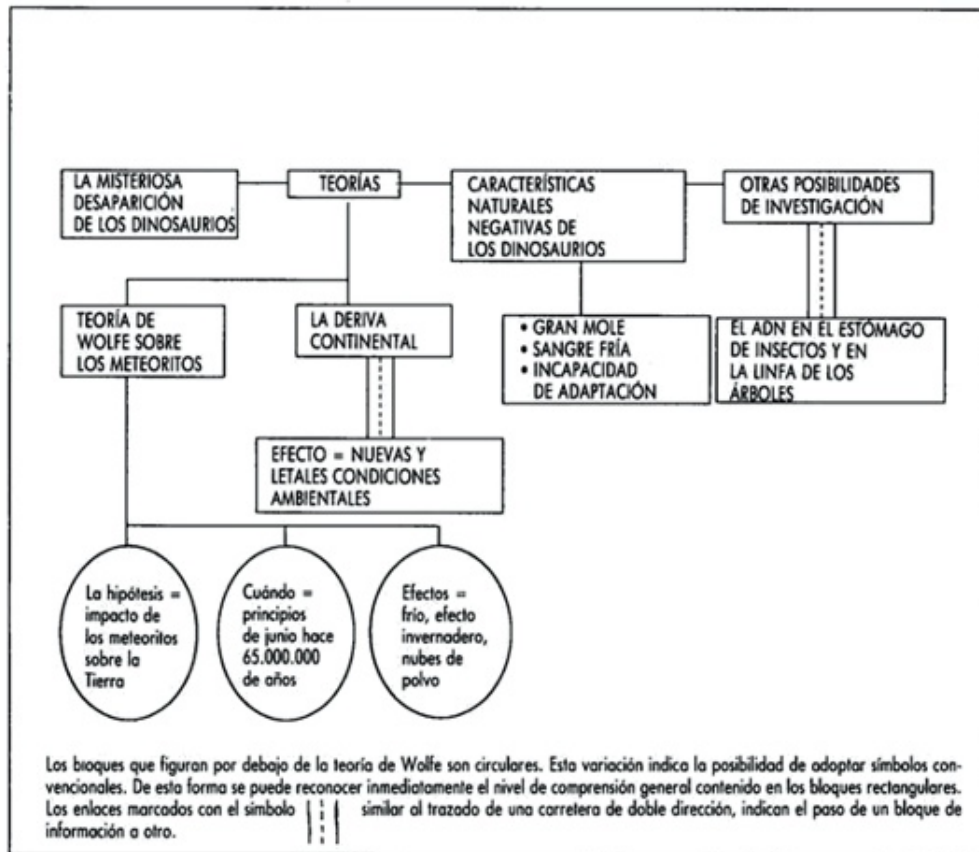 LA MISTERIOSA
DESAPARICIÓN
DE LOS DINOSAURIOS
TEORÍAS
CARACTERÍSTICAS
NATURALES
NEGATIVAS DE
LOS DINOSAURIOS
OTRAS POSIBILIDADES
DE INVESTIGACIÓN
TEORÍA DE
WOLFE SOBRE
LOS METEORITOS
LA DERIVA
CONTINENTAL
• GRAN MOLE
• SANGRE FRÍA
• INCAPACIDAD
DE ADAPTACIÓN
EL ADN EN EL ESTÓMAGO
DE INSECTOS Y EN
LA LINFA DE LOS
ÁRBOLES
EFECTO = NUEVAS Y
LETALES CONDICIONES
AMBIENTALES
La hipótesis =
impacto de
los meteoritos
sobre la
Tierra
Cuándo =
principios
de junio hace
65.000.000
de años
Efectos =
frío, efecto
invernadero,
nubes de
polvo
Los bloques que figuran por debajo de la teoría de Wolfe son circulares. Esta variación indica la posibilidad de adoptar símbolos con-
vencionales. De esta forma se puede reconocer inmediatamente el nivel de comprensión general contenido en los bloques rectangulares.
Los enlaces marcados con el simbolo similar al trazado de una carretera de doble dirección, indican el paso de un bloque de
información a otro.